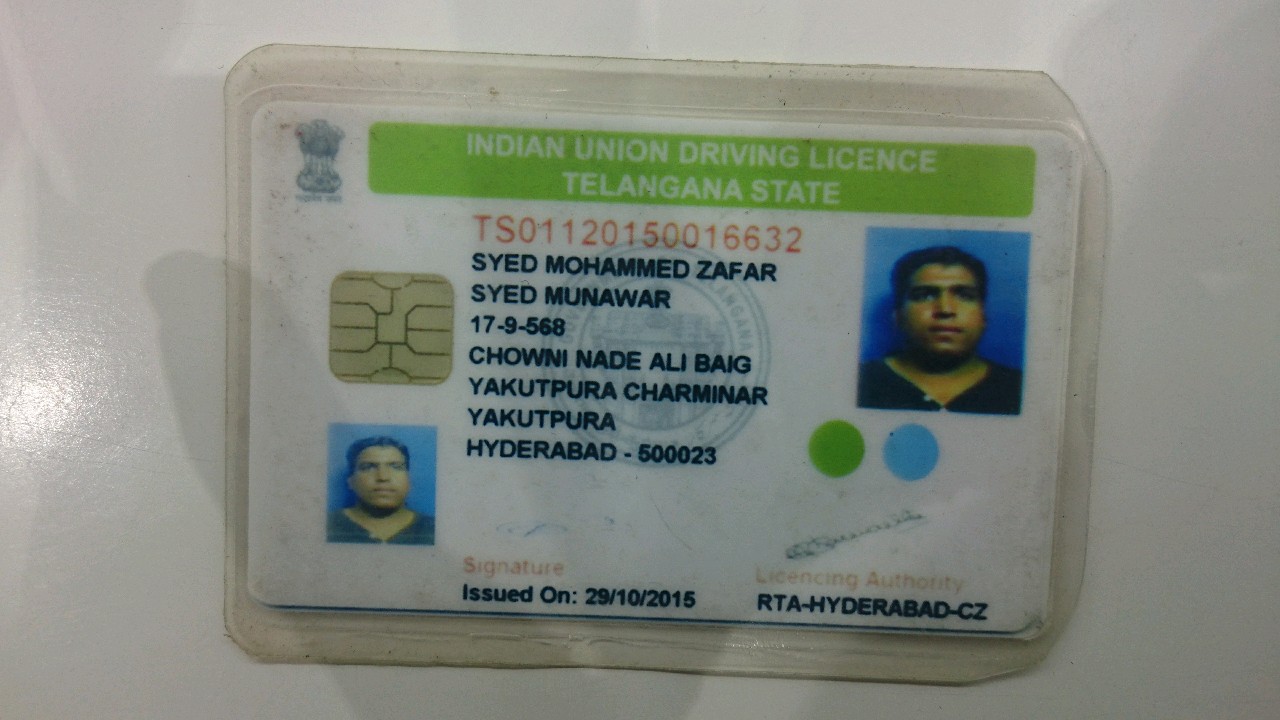 INDIAN UNION DRIVING LICENCE
TELANGANA STATE
TS01120150016632
SYED MOHAMMED ZAFAR
SYED MUNAWAR
17-9-568
CHOWNI NADE ALI BAIG
YAKUTPURA CHARMINAR
YAKUTPURA
HYDERABAD - 500023
Signature
Licencing Authority
Issued On: 29/10/2015
RTA-HYDERABAD-CZ